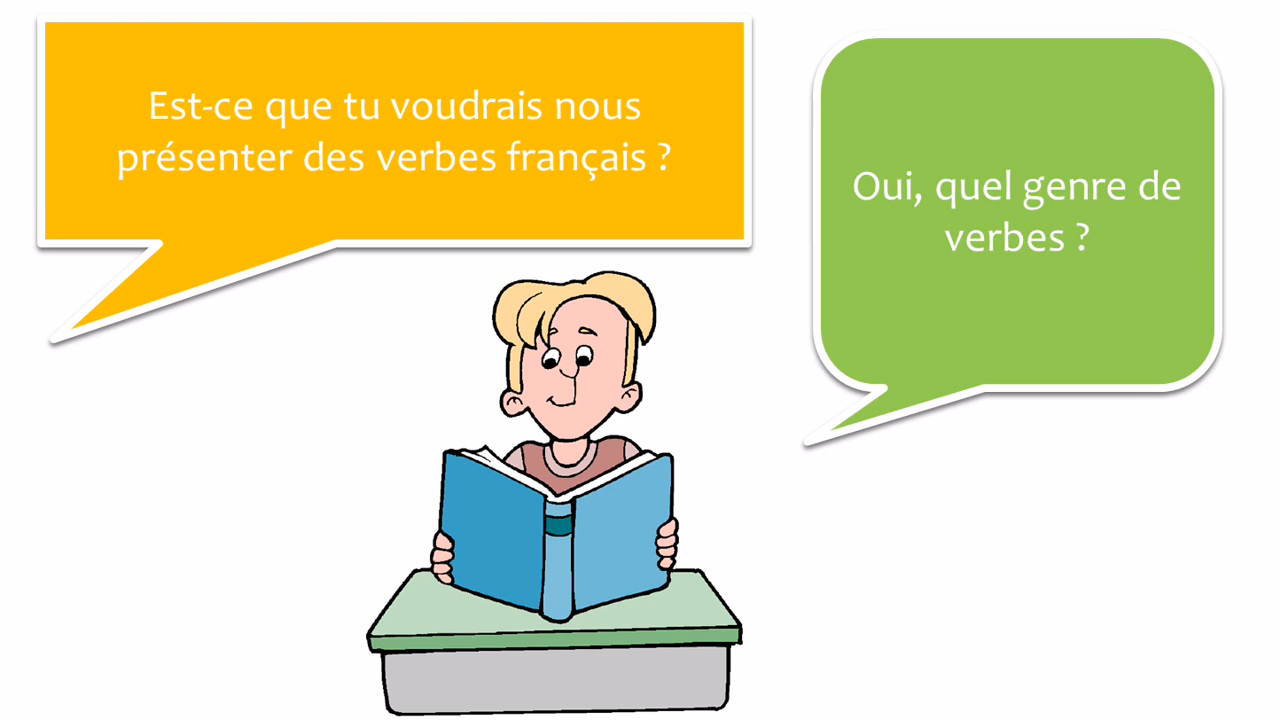 Est-ce que tu voudrais nous
présenter des verbes français ?
Oui, quel genre de
verbes ?